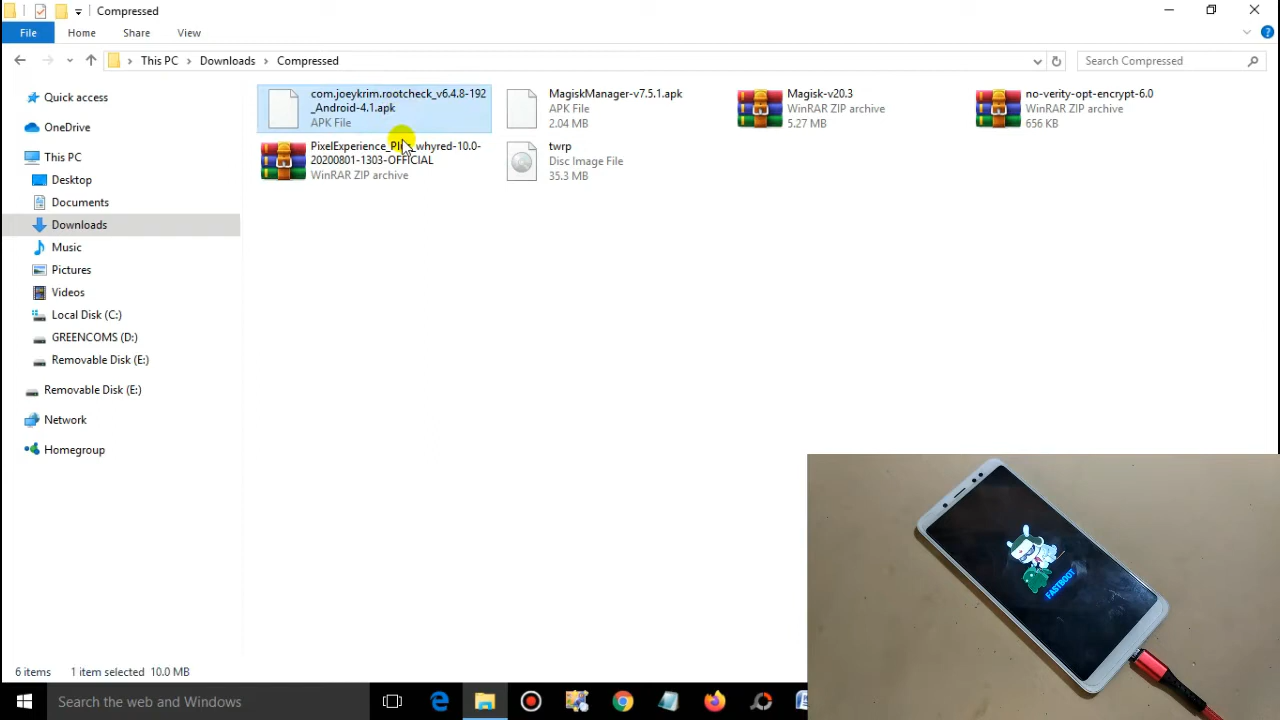 Compressed
File
Home
Share
View
This PC
Downloads
Compressed
Search Compressed
Quick access
OneDrive
This PC
Desktop
Documents
Downloads
Music
Pictures
Videos
Local Disk (C:)
GREENCOMS (D:)
Removable Disk (E:)
Removable Disk (E:)
Network
Homegroup
com.joeykrim.rootcheck_v6.4.8-192
_Android-4.1.apk
APK File
MagiskManager-v7.5.1.apk
APK File
2.04 MB
Magisk-v20.3
WinRAR ZIP archive
5.27 MB
no-verity-opt-encrypt-6.0
WinRAR ZIP archive
656 KB
PixelExperience_Plus_whyred-10.0-
20200801-1303-OFFICIAL
WinRAR ZIP archive
twrp
Disc Image File
35.3 MB
FASTBOOT
6 items
1 item selected 10.0 MB
Search the web and Windows